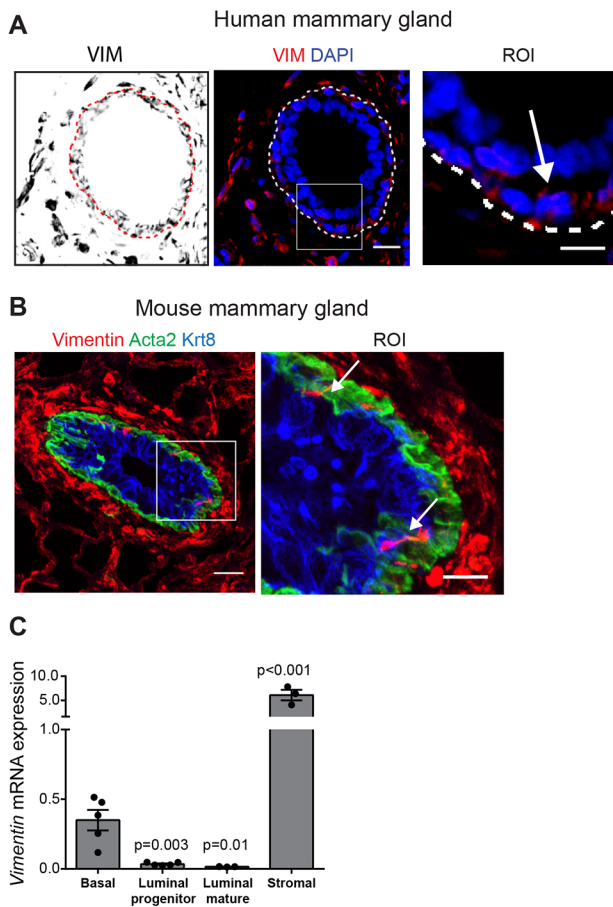 A
Human mammary gland
VIM
VIM DAPI
ROI
B
Mouse mammary gland
Vimentin Acta2 Krt8
ROI
C
Vimentin mRNA expression
10.0
5.0
1.0
0.5
0.0
p=0.003
p=0.01
p<0.001
Basal
Luminal
progenitor
Luminal
mature
Stromal